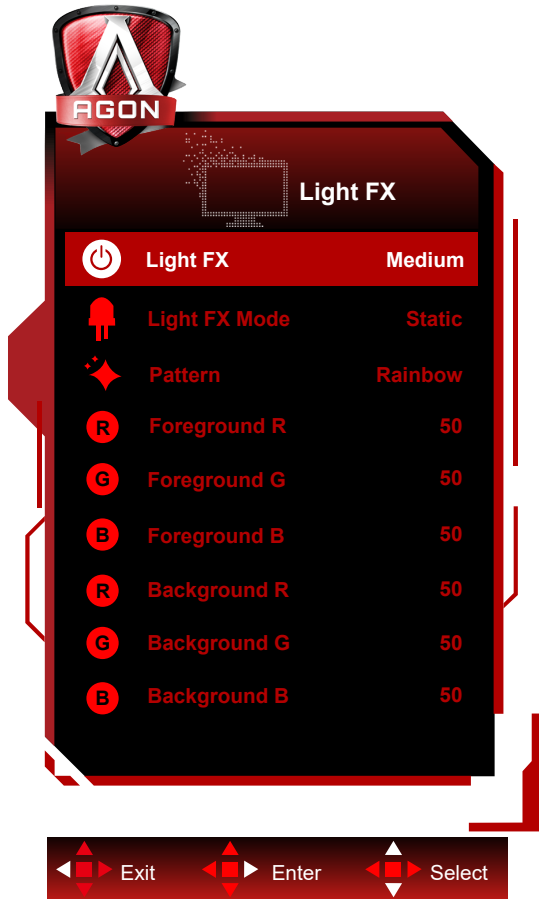 AGON
Light FX
Light FX Medium
Light FX Mode Static
Pattern Rainbow
R Foreground R 50
G Foreground G 50
B Foreground B 50
R Background R 50
G Background G 50
B Background B 50
Exit Enter Select